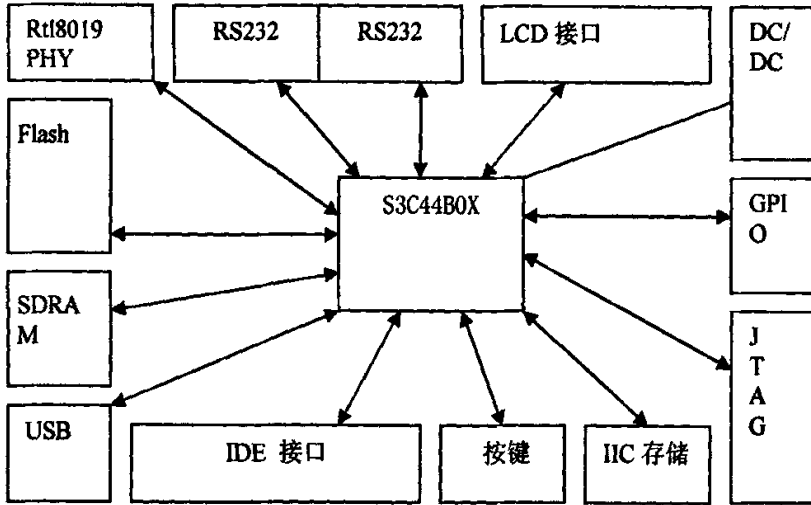 Rtl8019
PHY
RS232
RS232
LCD 接口
DC/
DC
Flash
S3C44B0X
GPI
O
SDRA
M
J
T
A
G
USB
IDE 接口
按键
IIC 存储